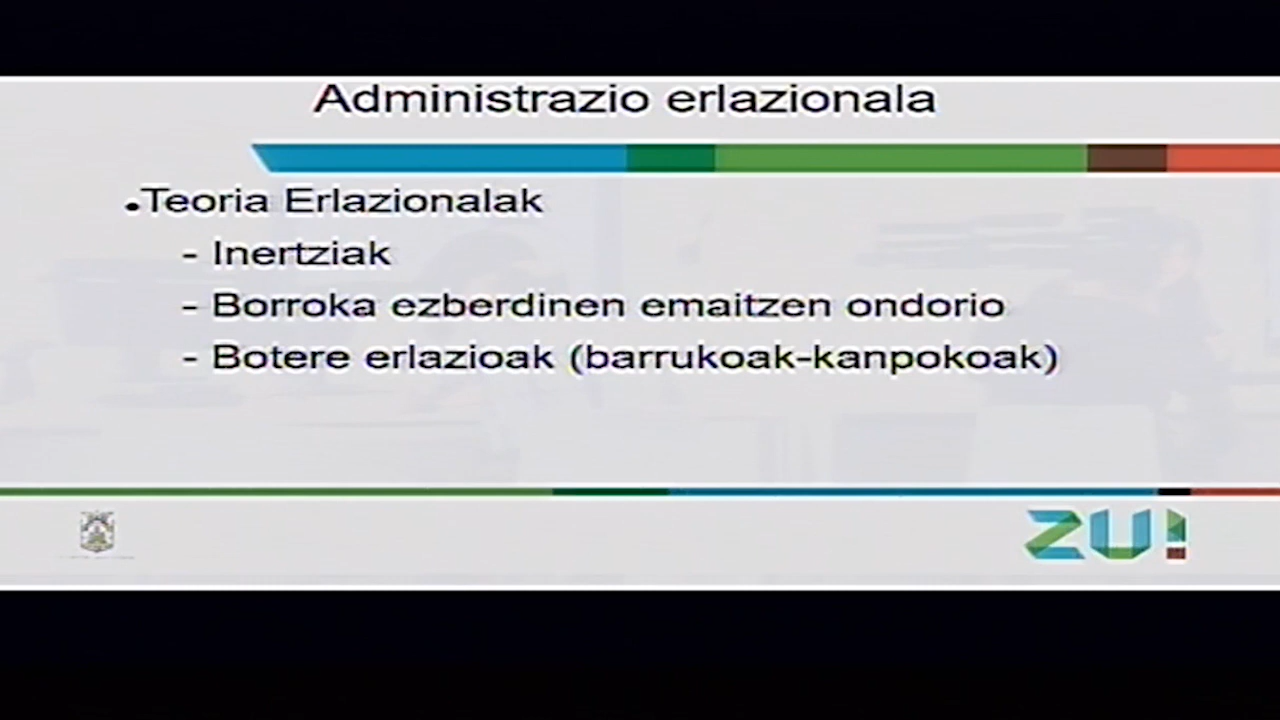 Administrazio erlazionala
•Teoria Erlazionalak
- Inertziak
- Borroka ezberdinen emaitzen ondorio
- Botere erlazioak (barrukoak-kanpokoak)
ZU!